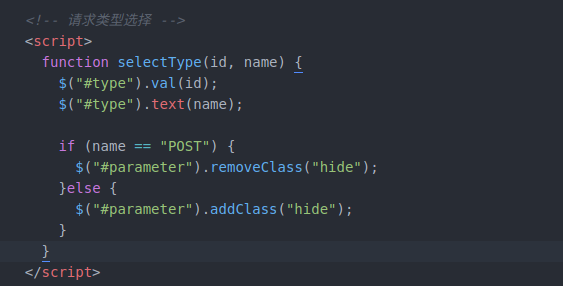 <!-- 请求类型选择 -->
<script>
  function selectType(id, name) {
    $("#type").val(id);
    $("#type").text(name);

    if (name == "POST") {
      $("#parameter").removeClass("hide");
    }else {
      $("#parameter").addClass("hide");
    }
  }
</script>